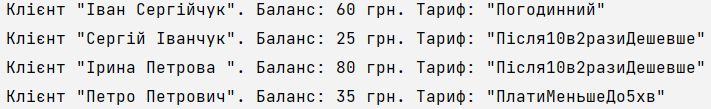 Клієнт "Іван Сергійчук". Баланс: 60 грн. Тариф: "Погодинний"
Клієнт "Сергій Іванчук". Баланс: 25 грн. Тариф: "Після10в2разиДешевше"
Клієнт "Ірина Петрова ". Баланс: 80 грн. Тариф: "Після10в2разиДешевше"
Клієнт "Петро Петрович". Баланс: 35 грн. Тариф: "ПлатиМеньшеДо5хв"